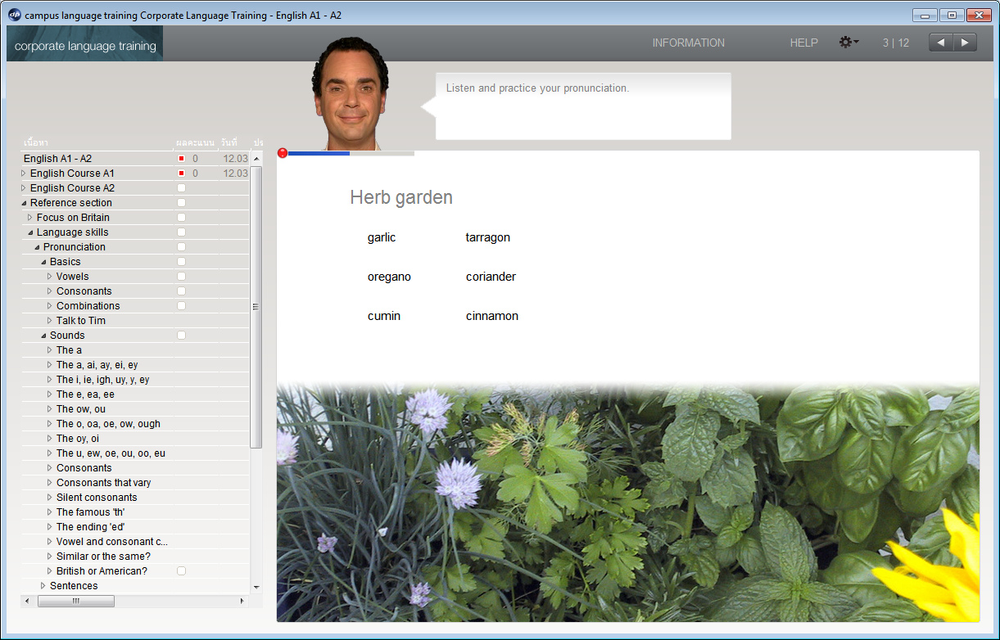 campus language training Corporate Language Training - English A1 - A2
corporate language training
INFORMATION HELP 3 | 12
Listen and practice your pronunciation.
เนื้อหา ผลคะแนน วันที่ ปร
English A1 - A2 0 12.03
English Course A1 0 12.03
English Course A2
Reference section
Focus on Britain
Language skills
Pronunciation
Basics
Vowels
Consonants
Combinations
Talk to Tim
Sounds
The a
The a, ai, ay, ei, ey
The i, ie, igh, uy, y, ey
The e, ea, ee
The ow, ou
The o, oa, oe, ow, ough
The oy, oi
The u, ew, oe, ou, oo, eu
Consonants
Consonants that vary
Silent consonants
The famous 'th'
The ending 'ed'
Vowel and consonant c...
Similar or the same?
British or American?
Sentences
Herb garden
garlic tarragon
oregano coriander
cumin cinnamon